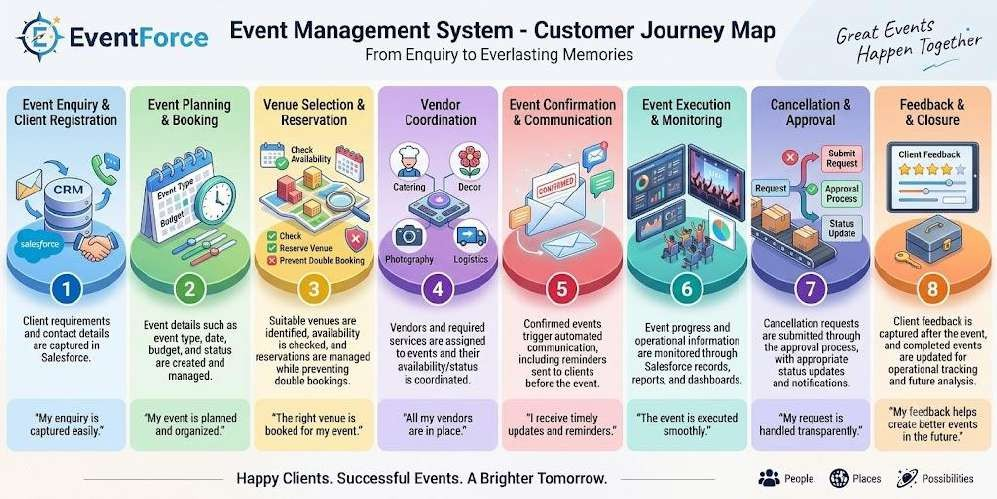 EventForce
Event Management System - Customer Journey Map
From Enquiry to Everlasting Memories
Great Events
Happen Together
Event Enquiry &
Client Registration
CRM
salesforce
1
Client requirements
and contact details
are captured in
Salesforce.
"My enquiry is
captured easily."
Event Planning
& Booking
Event Type
Budget
2
Event details such as
event type, date,
budget, and status
are created and
managed.
"My event is planned
and organized."
Venue Selection &
Reservation
Check
Availability
Check
Reserve Venue
Prevent Double Booking
3
Suitable venues are
identified, availability
is checked, and
reservations are managed
while preventing
double bookings.
"The right venue is
booked for my event."
Vendor
Coordination
Catering
Decor
Photography
Logistics
4
Vendors and required
services are assigned
to events and their
availability/status
is coordinated.
"All my vendors
are in place."
Event Confirmation
& Communication
CONFIRMED
5
Confirmed events
trigger automated
communication,
including reminders
sent to clients
before the event.
"I receive timely
updates and reminders."
Event Execution
& Monitoring
6
Event progress and
operational information
are monitored through
Salesforce records,
reports, and dashboards.
"The event is executed
smoothly."
Cancellation &
Approval
Submit
Request
Request
Approval
Process
Status
Update
7
Cancellation requests
are submitted through
the approval process,
with appropriate
status updates
and notifications.
"My request is
handled transparently."
Feedback &
Closure
Client Feedback
8
Client feedback is
captured after the event,
and completed events
are updated for
operational tracking
and future analysis.
"My feedback helps
create better events
in the future."
Happy Clients. Successful Events. A Brighter Tomorrow.
People
Places
Possibilities